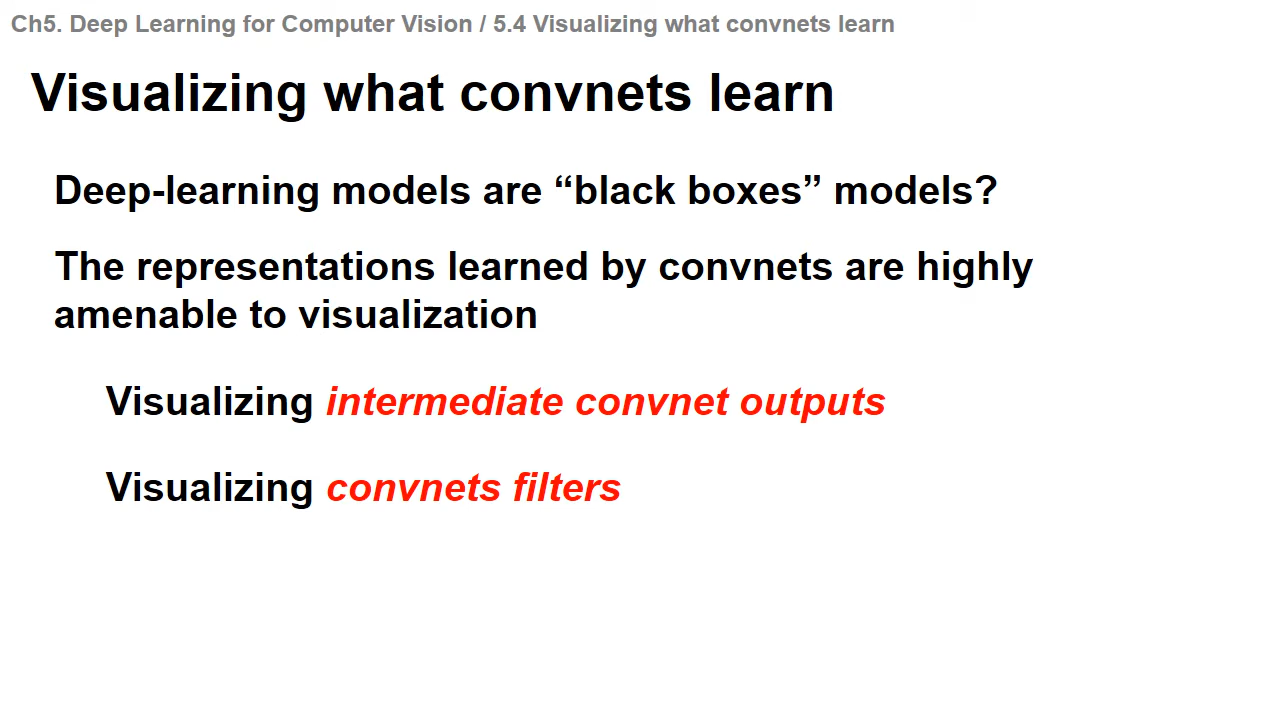 Ch5. Deep Learning for Computer Vision / 5.4 Visualizing what convnets learn
Visualizing what convnets learn
Deep-learning models are “black boxes” models?
The representations learned by convnets are highly
amenable to visualization
Visualizing intermediate convnet outputs
Visualizing convnets filters